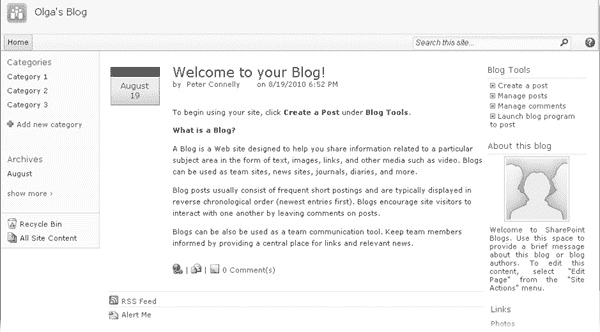 Olga's Blog
Home
Search this site...
Categories
Category 1
Category 2
Category 3
Add new category
Archives
August
show more ›
Recycle Bin
All Site Content
August
19
Welcome to your Blog!
by Peter Connelly on 8/19/2010 6:52 PM
To begin using your site, click Create a Post under Blog Tools.
What is a Blog?
A Blog is a Web site designed to help you share information related to a particular
subject area in the form of text, images, links, and other media such as video. Blogs
can be used as team sites, news sites, journals, diaries, and more.
Blog posts usually consist of frequent short postings and are typically displayed in
reverse chronological order (newest entries first). Blogs encourage site visitors to
interact with one another by leaving comments on posts.
Blogs can be also be used as a team communication tool. Keep team members
informed by providing a central place for links and relevant news.
| | 0 Comment(s)
RSS Feed
Alert Me
Blog Tools
Create a post
Manage posts
Manage comments
Launch blog program
to post
About this blog
Welcome to SharePoint
Blogs. Use this space to
provide a brief message
about this blog or blog
authors. To edit this
content, select "Edit
Page" from the "Site
Actions" menu.
Links
Photos